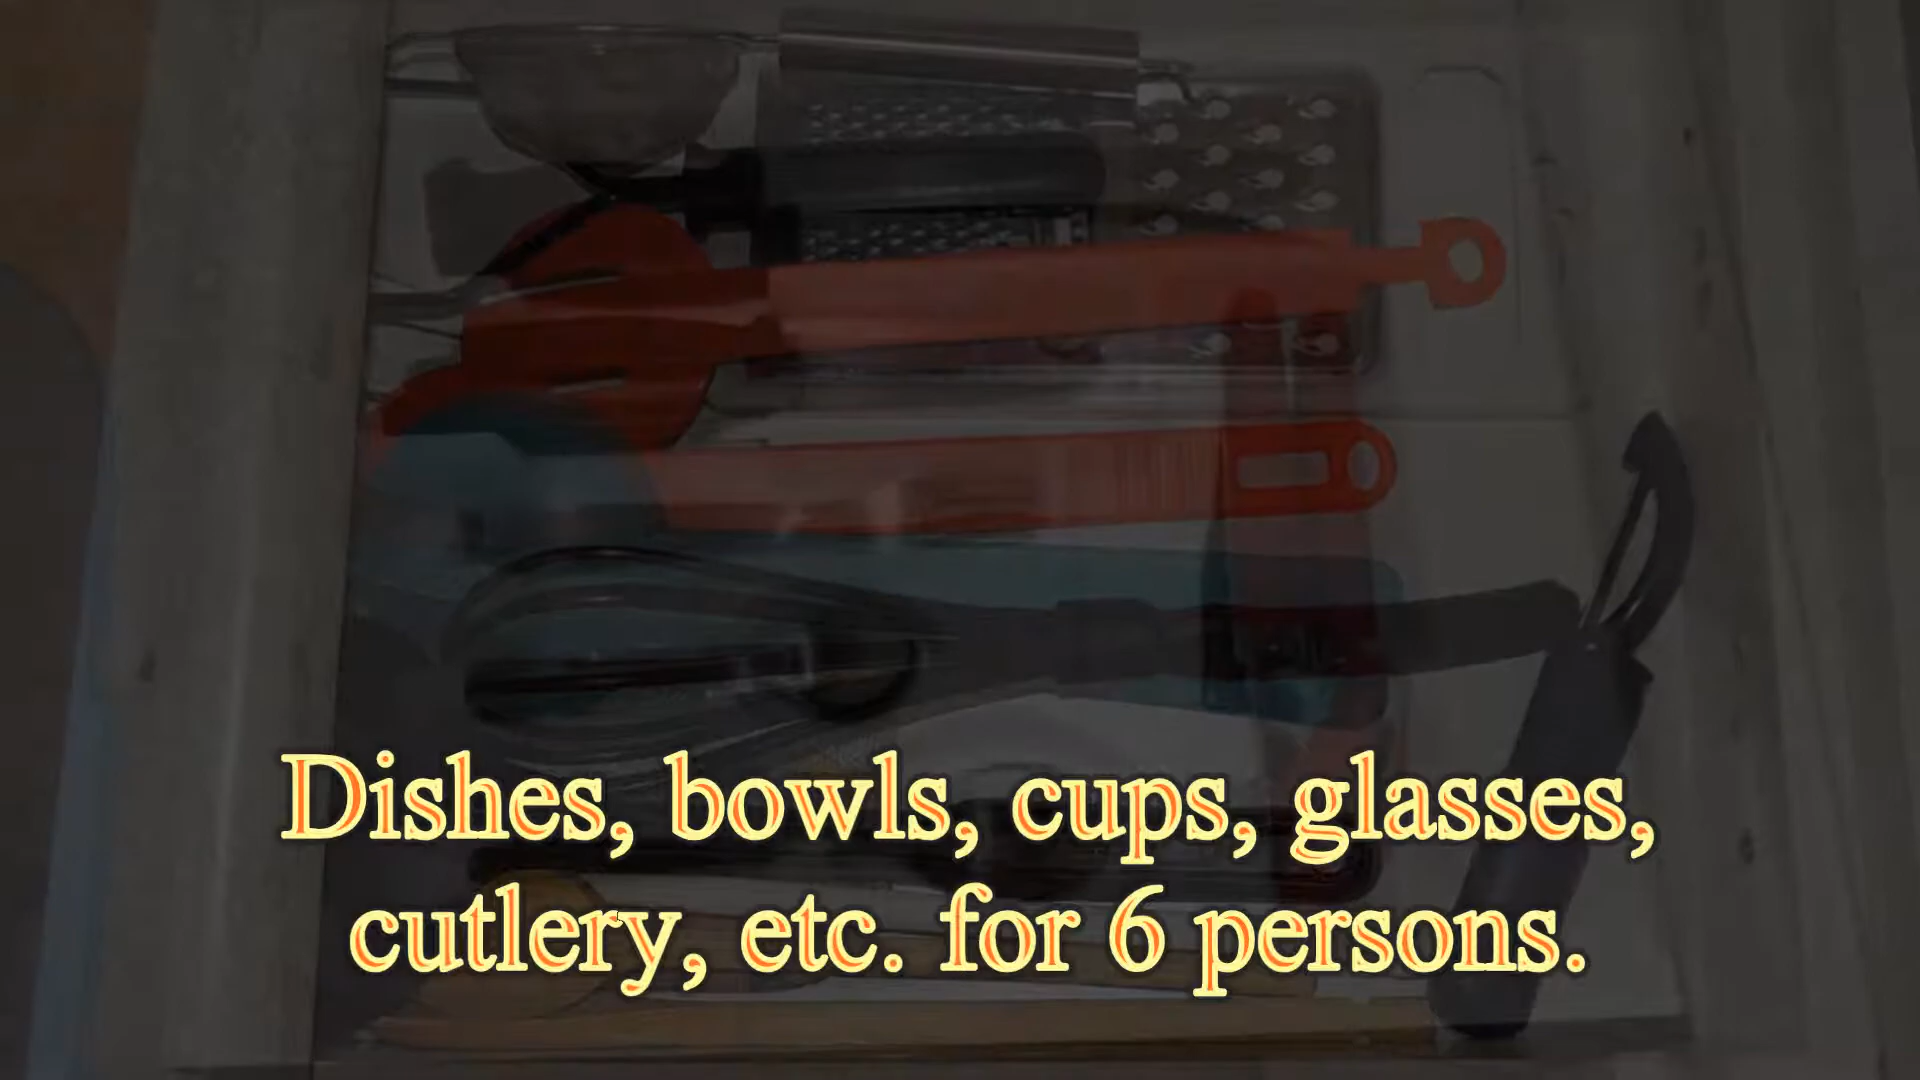 Dishes, bowls, cups, glasses,
cutlery, etc. for 6 persons.